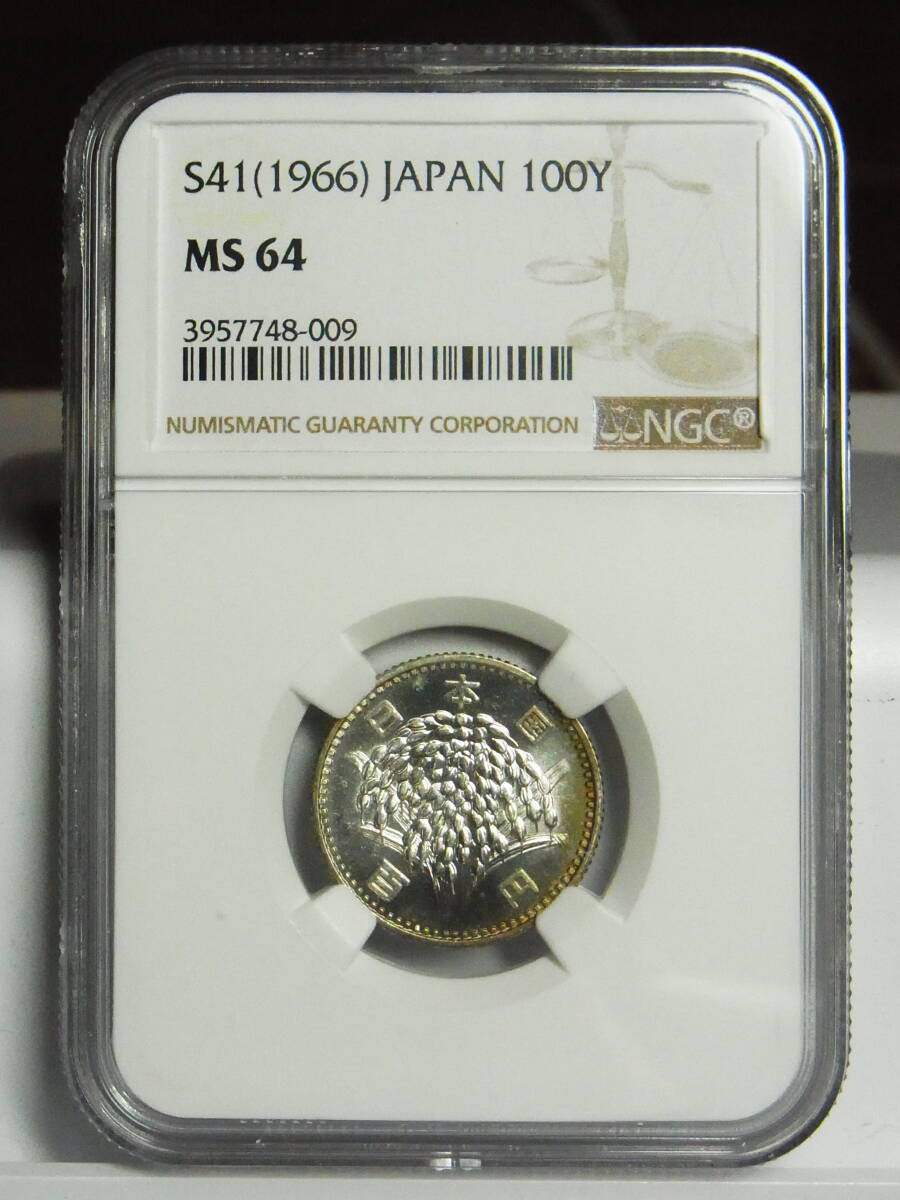 S41(1966) JAPAN 100Y
MS 64
3957748-009
NUMISMATIC GUARANTY CORPORATION NGC®
日本国
百円